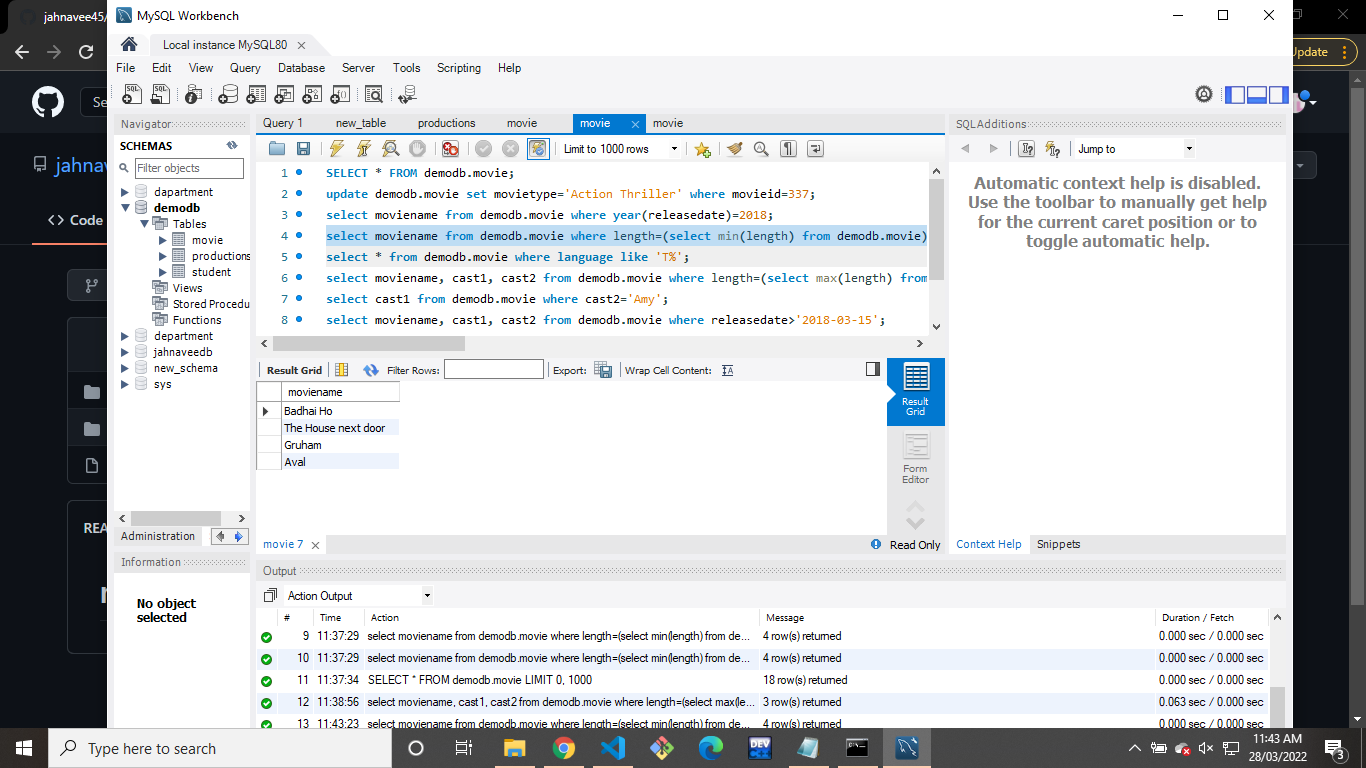 jahnavee45/
MySQL Workbench
Update
Local instance MySQL80
File Edit View Query Database Server Tools Scripting Help
Navigator
Query 1 new_table productions movie movie movie
SQLAdditions
SCHEMAS
Filter objects
Limit to 1000 rows
Jump to
dapartment
demodb
Tables
movie
productions
student
Views
Stored Procedu
Functions
department
jahnaveedb
new_schema
sys
1 SELECT * FROM demodb.movie;
2 update demodb.movie set movietype='Action Thriller' where movieid=337;
3 select moviename from demodb.movie where year(releasedate)=2018;
4 select moviename from demodb.movie where length=(select min(length) from demodb.movie)
5 select * from demodb.movie where language like 'T%';
6 select moviename, cast1, cast2 from demodb.movie where length=(select max(length) from
7 select cast1 from demodb.movie where cast2='Amy';
8 select moviename, cast1, cast2 from demodb.movie where releasedate>'2018-03-15';
Automatic context help is disabled.
Use the toolbar to manually get help
for the current caret position or to
toggle automatic help.
Result Grid Filter Rows: Export: Wrap Cell Content:
moviename
Badhai Ho
The House next door
Gruham
Aval
Result
Grid
Form
Editor
Administration
movie 7
Read Only
Context Help Snippets
Information
No object
selected
Output
Action Output
# Time Action Message Duration / Fetch
9 11:37:29 select moviename from demodb.movie where length=(select min(length) from de... 4 row(s) returned 0.000 sec / 0.000 sec
10 11:37:29 select moviename from demodb.movie where length=(select min(length) from de... 4 row(s) returned 0.000 sec / 0.000 sec
11 11:37:34 SELECT * FROM demodb.movie LIMIT 0, 1000 18 row(s) returned 0.000 sec / 0.000 sec
12 11:38:56 select moviename, cast1, cast2 from demodb.movie where length=(select max(le... 3 row(s) returned 0.063 sec / 0.000 sec
13 11:43:23 select moviename from demodb.movie where length=(select min(length) from de... 4 row(s) returned 0.000 sec / 0.000 sec
Se
jahnav
Code
REA
Type here to search
DEV
11:43 AM
28/03/2022
3